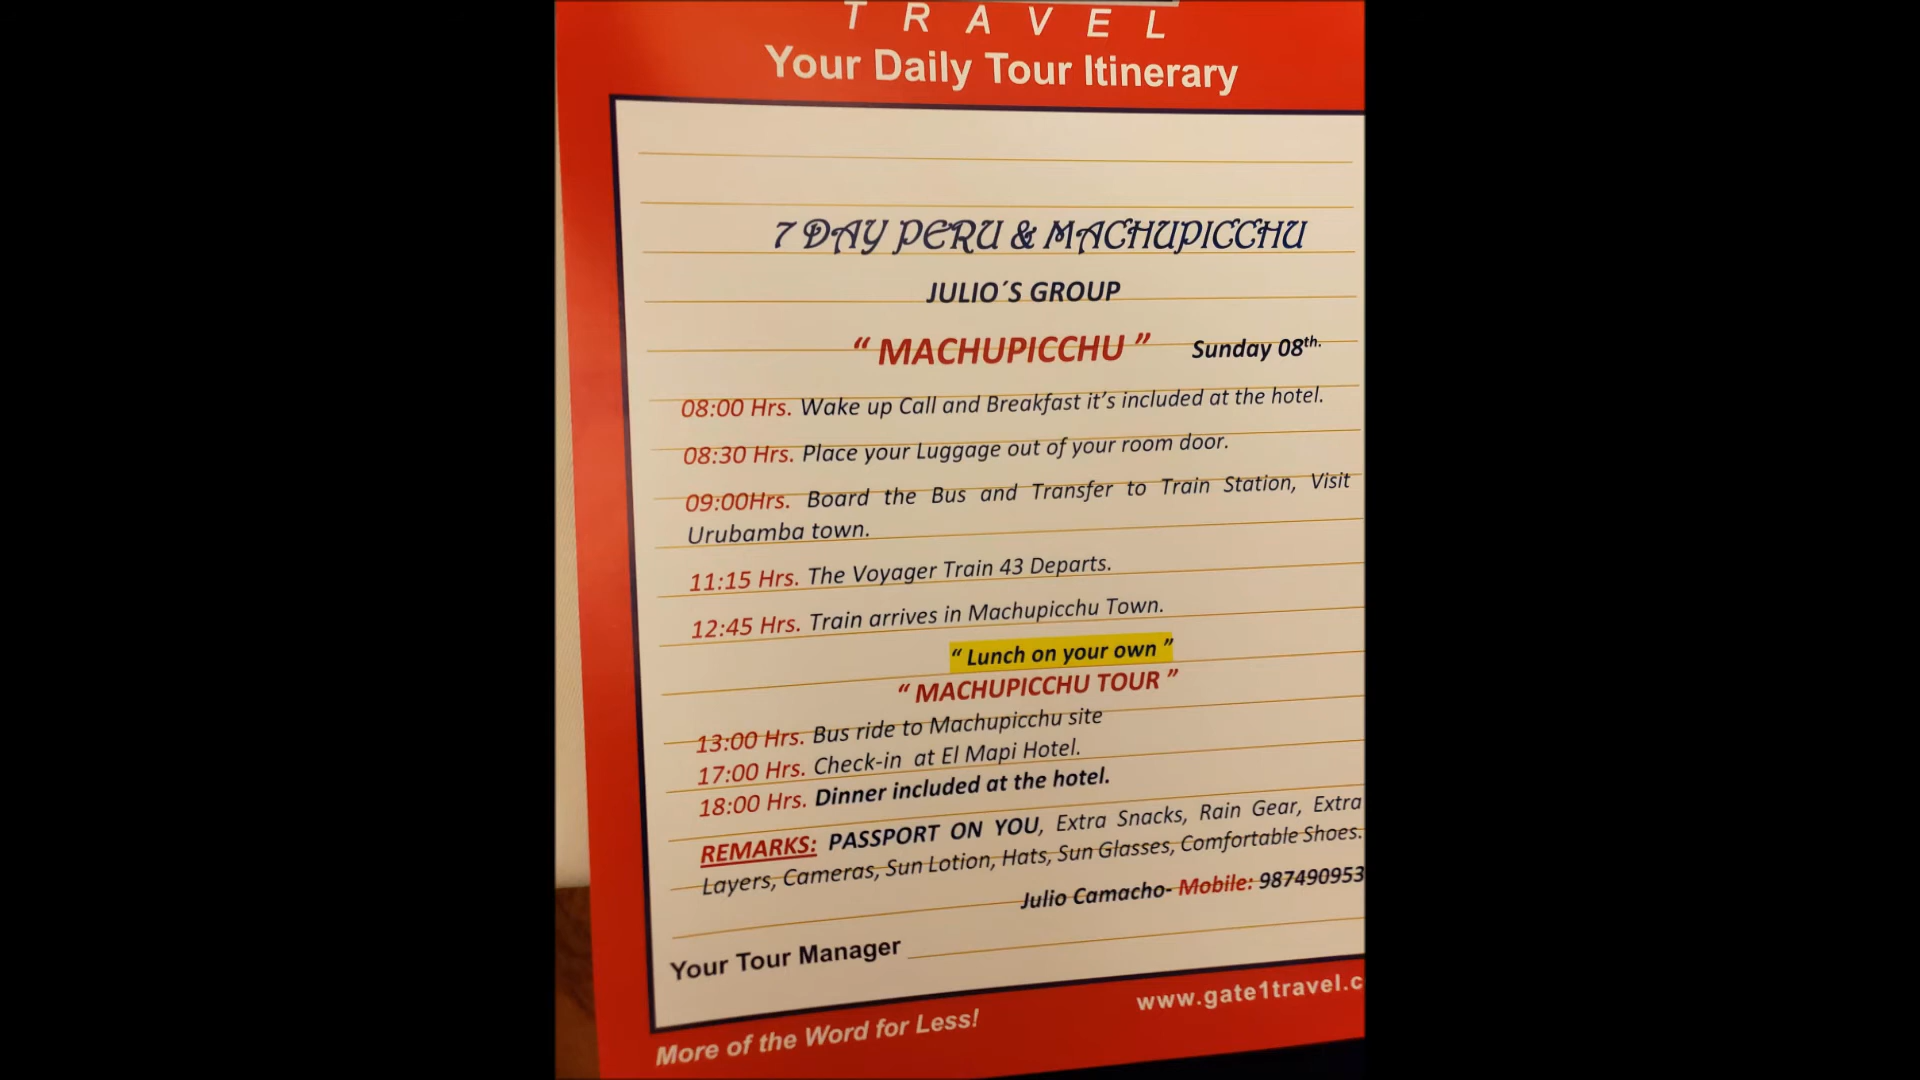 TRAVEL
Your Daily Tour Itinerary
7 DAY PERU & MACHUPICCHU
JULIO´S GROUP
“ MACHUPICCHU ” Sunday 08th.
08:00 Hrs. Wake up Call and Breakfast it’s included at the hotel.
08:30 Hrs. Place your Luggage out of your room door.
09:00Hrs. Board the Bus and Transfer to Train Station, Visit
Urubamba town.
11:15 Hrs. The Voyager Train 43 Departs.
12:45 Hrs. Train arrives in Machupicchu Town.
“ Lunch on your own ”
“ MACHUPICCHU TOUR ”
13:00 Hrs. Bus ride to Machupicchu site
17:00 Hrs. Check-in at El Mapi Hotel.
18:00 Hrs. Dinner included at the hotel.
REMARKS: PASSPORT ON YOU, Extra Snacks, Rain Gear, Extra
Layers, Cameras, Sun Lotion, Hats, Sun Glasses, Comfortable Shoes.
Julio Camacho- Mobile: 987490953
Your Tour Manager
www.gate1travel.c
More of the Word for Less!